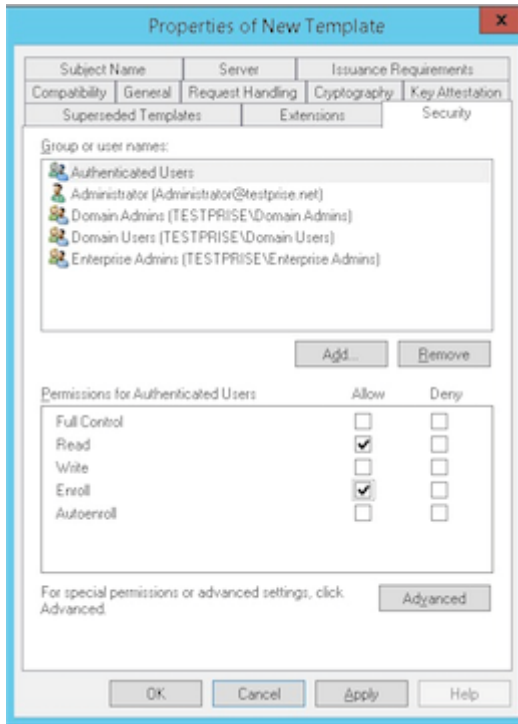 Properties of New Template
x
Subject Name Server Issuance Requirements
Compatibility General Request Handling Cryptography Key Attestation
Superseded Templates Extensions Security
Group or user names:
Authenticated Users
Administrator (Administrator@testprise.net)
Domain Admins (TESTPRISE\Domain Admins)
Domain Users (TESTPRISE\Domain Users)
Enterprise Admins (TESTPRISE\Enterprise Admins)
Add... Remove
Permissions for Authenticated Users Allow Deny
Full Control
Read
Write
Enroll
Autoenroll
For special permissions or advanced settings, click
Advanced. Advanced
OK Cancel Apply Help